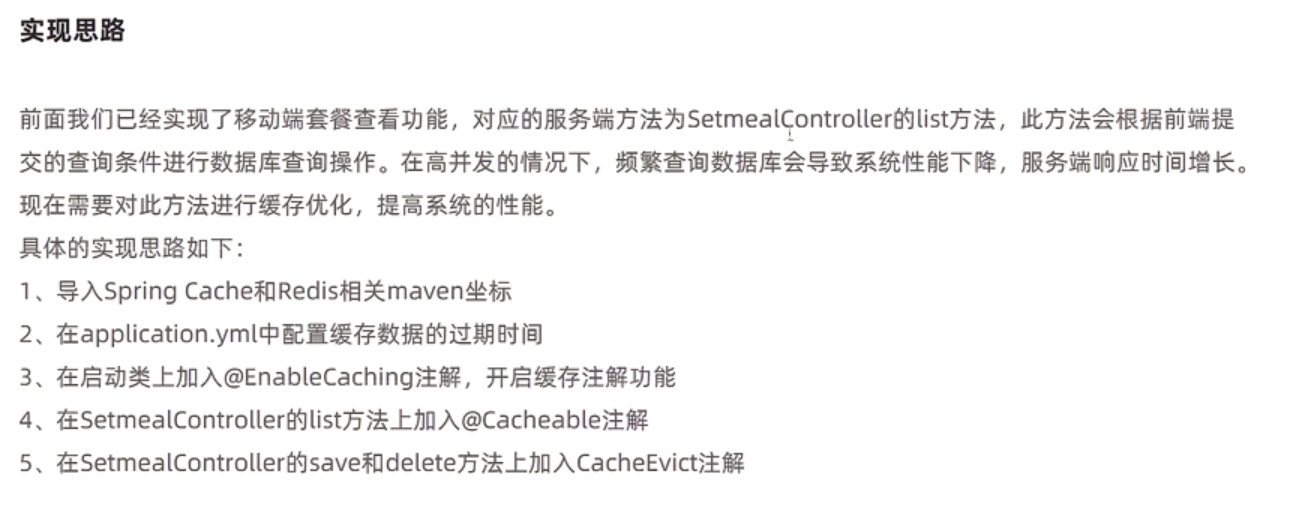 实现思路
前面我们已经实现了移动端套餐查看功能，对应的服务端方法为SetmealController的list方法，此方法会根据前端提
交的查询条件进行数据库查询操作。在高并发的情况下，频繁查询数据库会导致系统性能下降，服务端响应时间增长。
现在需要对此方法进行缓存优化，提高系统的性能。
具体的实现思路如下：
1、导入Spring Cache和Redis相关maven坐标
2、在application.yml中配置缓存数据的过期时间
3、在启动类上加入@EnableCaching注解，开启缓存注解功能
4、在SetmealController的list方法上加入@Cacheable注解
5、在SetmealController的save和delete方法上加入CacheEvict注解